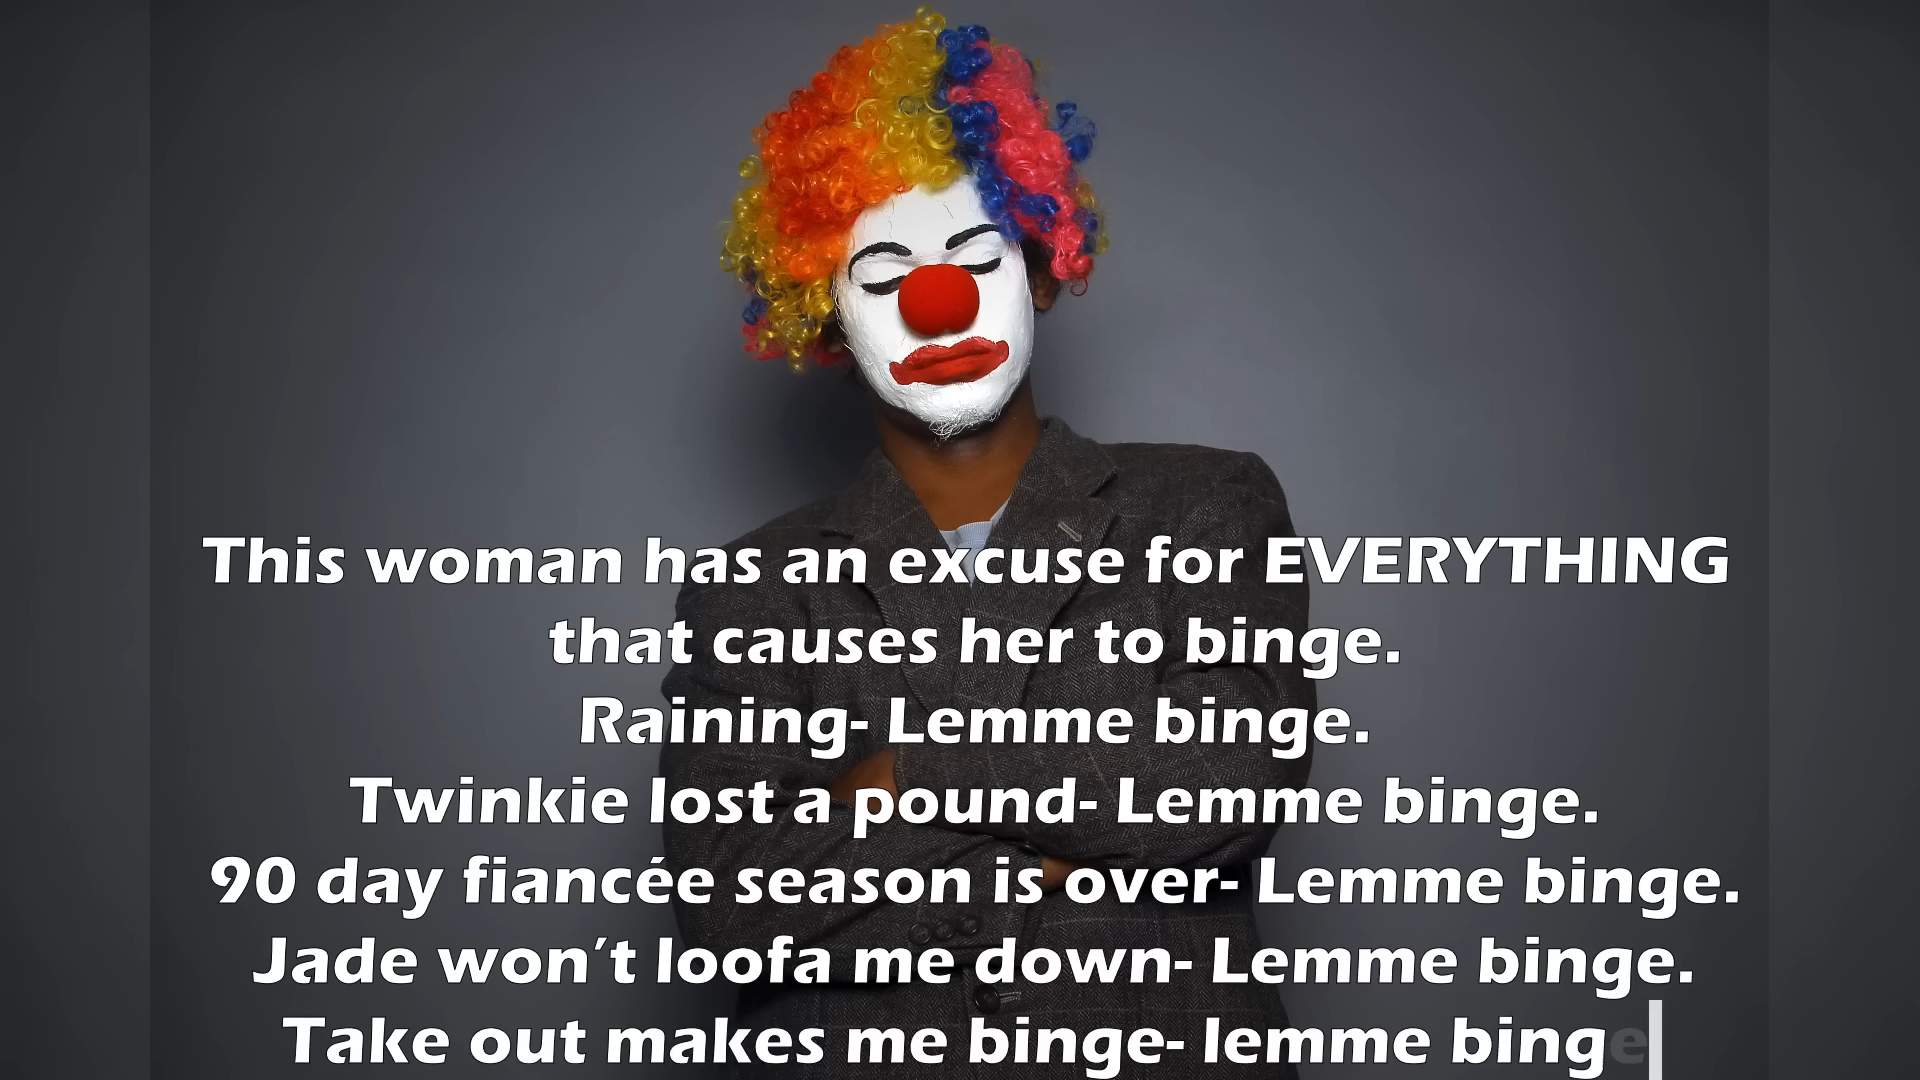 This woman has an excuse for EVERYTHING
that causes her to binge.
Raining- Lemme binge.
Twinkie lost a pound- Lemme binge.
90 day fiancée season is over- Lemme binge.
Jade won’t loofa me down- Lemme binge.
Take out makes me binge- lemme binge